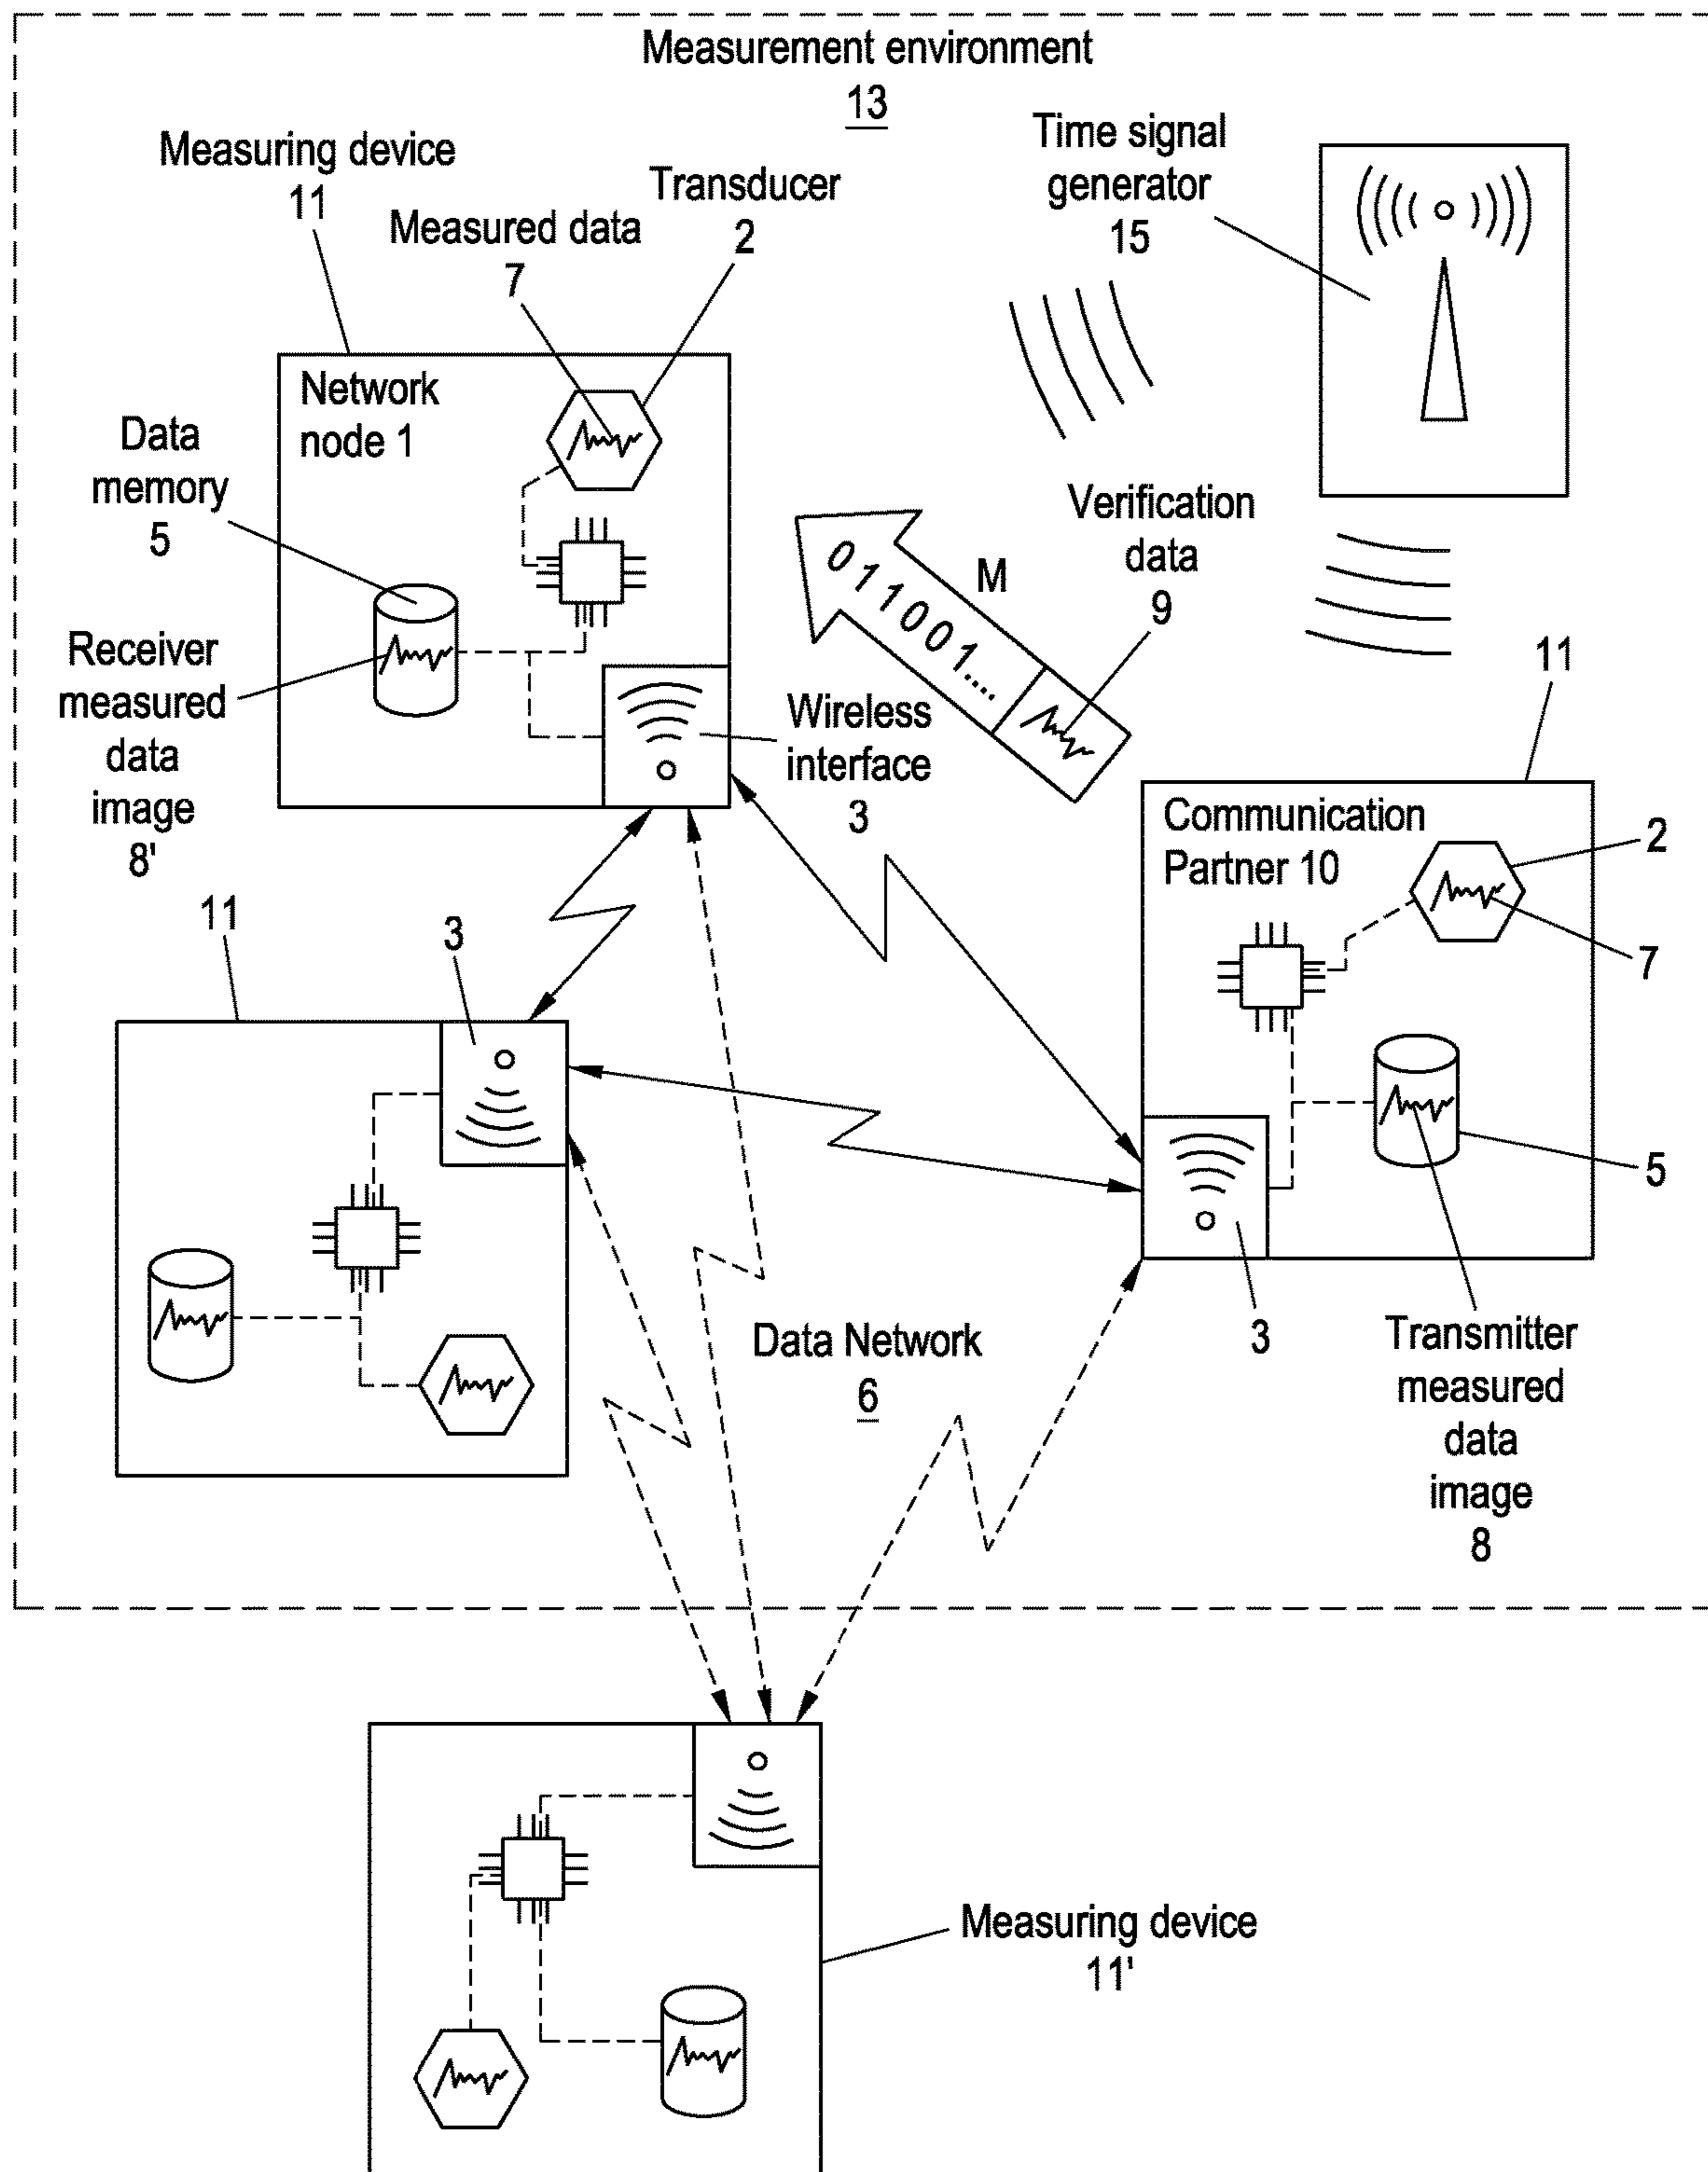 Measurement environment
13
Measuring device
11
Transducer
2
Measured data
7
Time signal
generator
15
Network
node 1
Data
memory
5
Receiver
measured
data
image
8'
Wireless
interface
3
011001....
M
Verification
data
9
11
Communication
Partner 10
2
7
5
3
Transmitter
measured
data
image
8
11
3
Data Network
6
Measuring device
11'